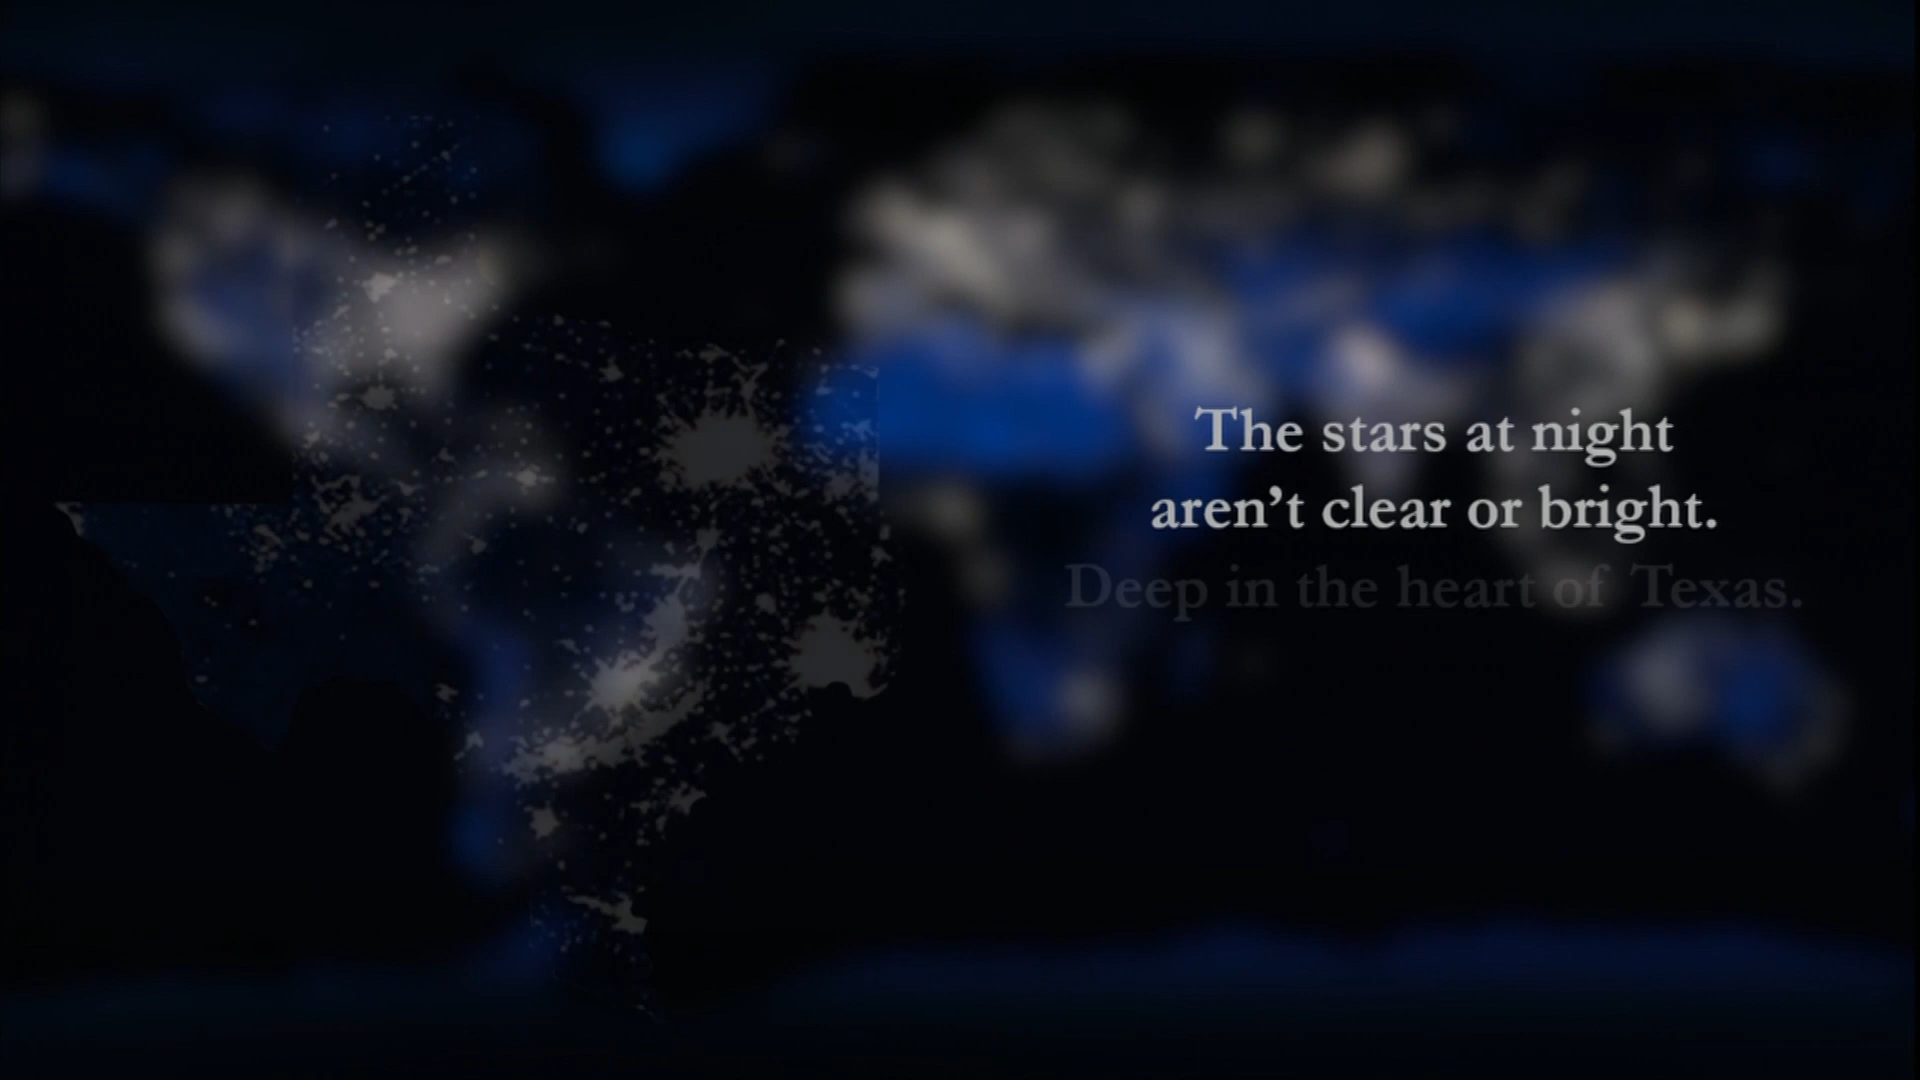 The stars at night
aren’t clear or bright.
Deep in the heart of Texas.